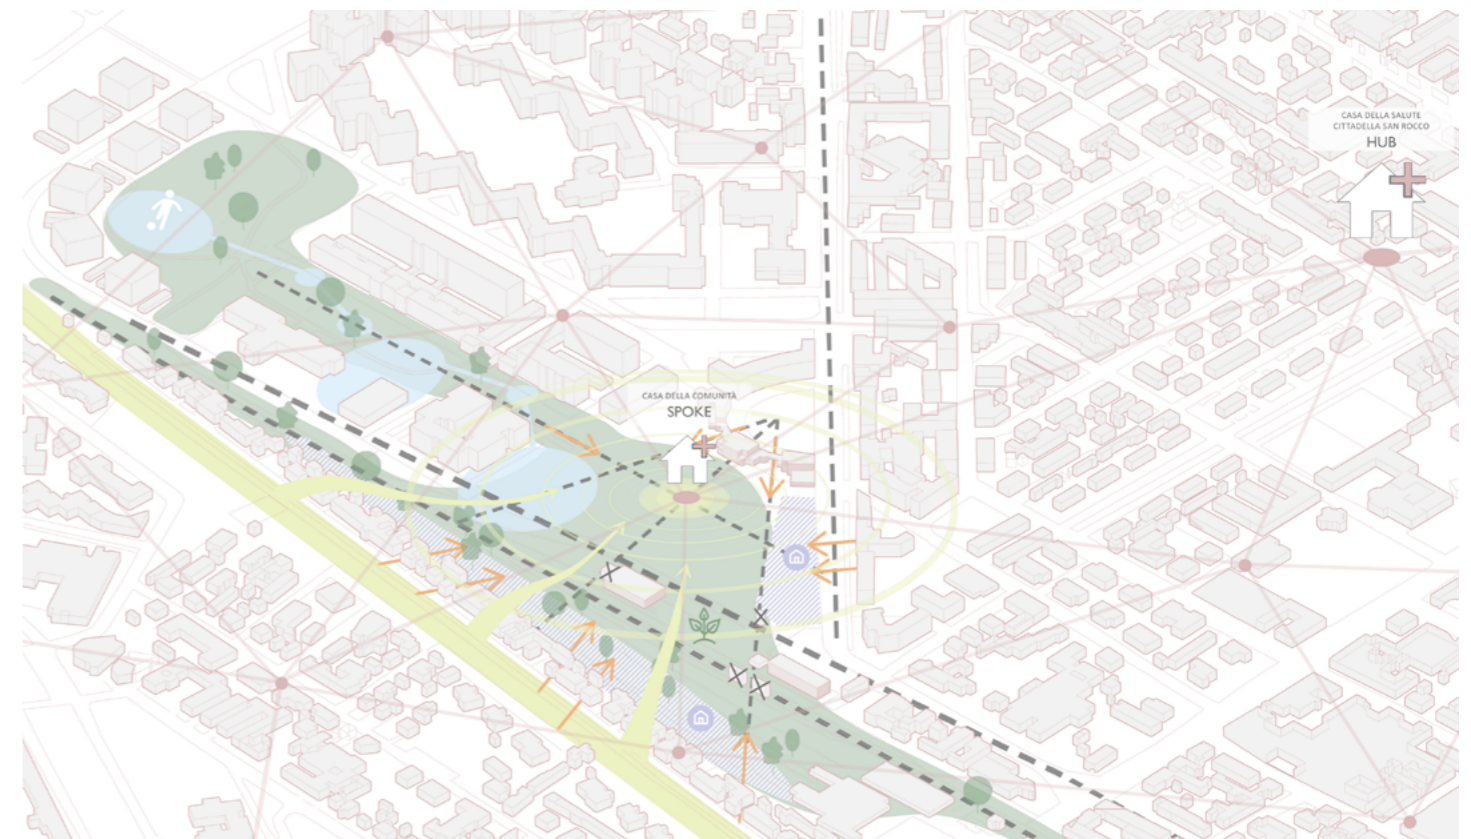 CASA DELLA SALUTE
CITTADELLA SAN ROCCO
HUB
CASA DELLA COMUNITÀ
SPOKE